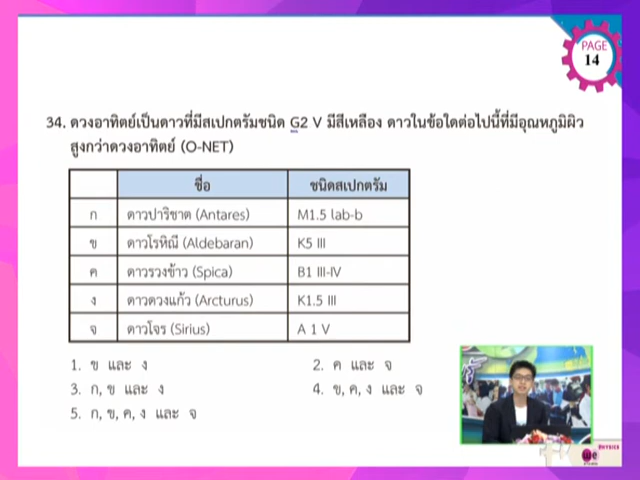 PAGE
14
34. ดวงอาทิตย์เป็นดาวที่มีสเปกตรัมชนิด G2 V มีสีเหลือง ดาวในข้อใดต่อไปนี้ที่มีอุณหภูมิผิว
สูงกว่าดวงอาทิตย์ (O-NET)
ชื่อ ชนิดสเปกตรัม
ก ดาวปาริชาต (Antares) M1.5 lab-b
ข ดาวโรหิณี (Aldebaran) K5 III
ค ดาวรวงข้าว (Spica) B1 III-IV
ง ดาวดวงแก้ว (Arcturus) K1.5 III
จ ดาวโจร (Sirius) A 1 V
1. ข และ ง 2. ค และ จ
3. ก, ข และ ง 4. ข, ค, ง และ จ
5. ก, ข, ค, ง และ จ
PHYSICS
we